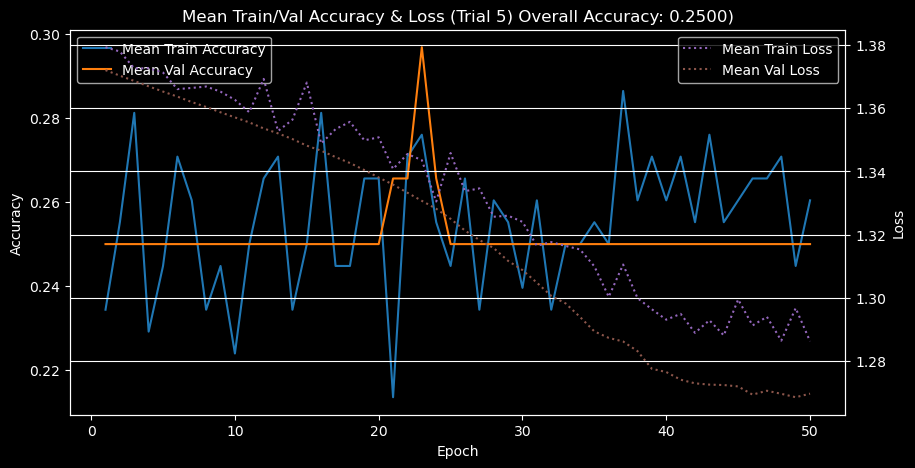 Mean Train/Val Accuracy & Loss (Trial 5) Overall Accuracy: 0.2500)
Mean Train Accuracy
Mean Val Accuracy
Mean Train Loss
Mean Val Loss
Accuracy
0.30
0.28
0.26
0.24
0.22
1.38
1.36
1.34
1.32
1.30
1.28
Loss
0
10
20
30
40
50
Epoch